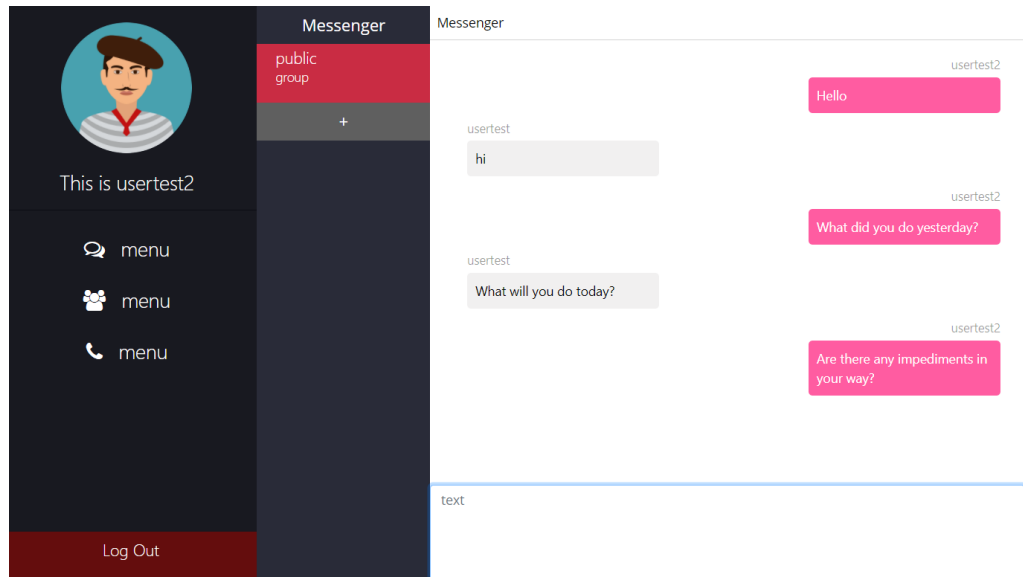 This is usertest2
menu
menu
menu
Log Out
Messenger
public
group
+
Messenger
usertest2
Hello
usertest
hi
usertest2
What did you do yesterday?
usertest
What will you do today?
usertest2
Are there any impediments in
your way?
text